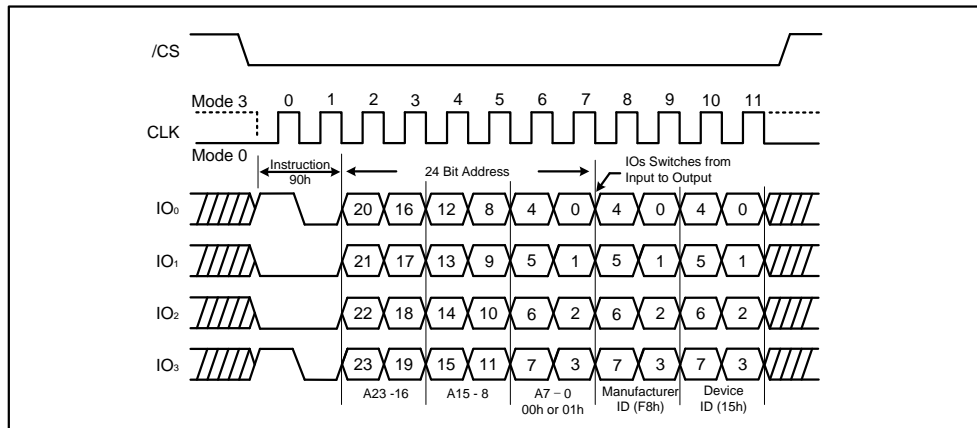 /CS
Mode 3
0 1 2 3 4 5 6 7 8 9 10 11
CLK
Mode 0
Instruction
90h
24 Bit Address
IOs Switches from
Input to Output
IO0
20 16 12 8 4 0 4 0 4 0
IO1
21 17 13 9 5 1 5 1 5 1
IO2
22 18 14 10 6 2 6 2 6 2
IO3
23 19 15 11 7 3 7 3 7 3
A23 -16
A15 - 8
A7 – 0
00h or 01h
Manufacturer
ID (F8h)
Device
ID (15h)